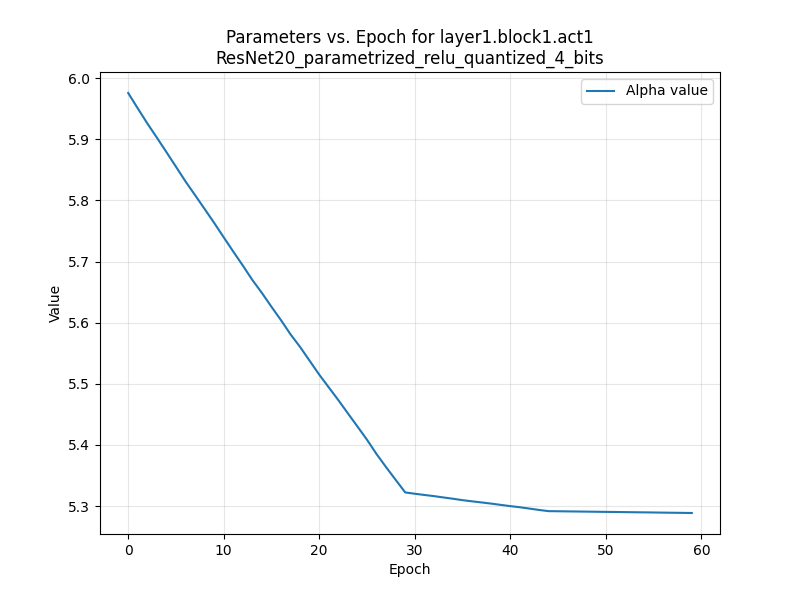 Parameters vs. Epoch for layer1.block1.act1
ResNet20_parametrized_relu_quantized_4_bits
Alpha value
6.0
5.9
5.8
5.7
5.6
5.5
5.4
5.3
Value
0 10 20 30 40 50 60
Epoch